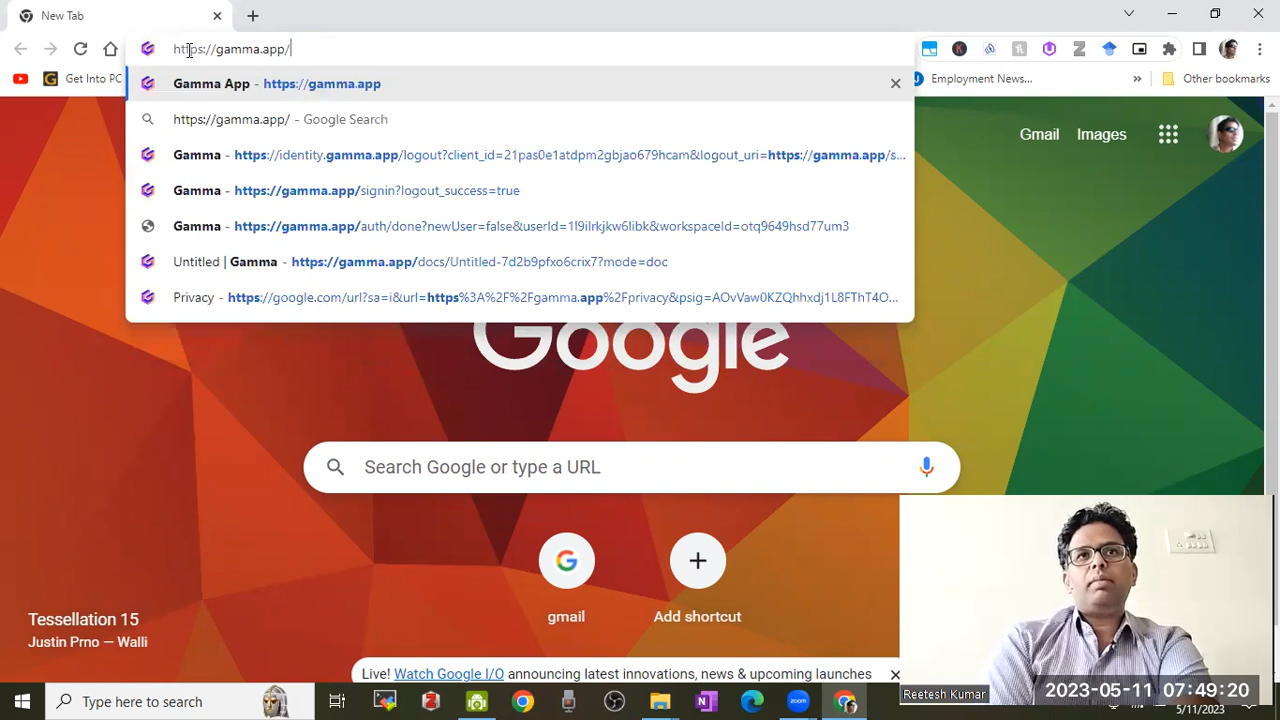 New Tab
https://gamma.app/
Get Into PC
Employment New...
»
Other bookmarks
Gamma App - https://gamma.app
https://gamma.app/ - Google Search
Gamma - https://identity.gamma.app/logout?client_id=21pas0e1atdpm2gbjao679hcam&logout_uri=https://gamma.app/s...
Gamma - https://gamma.app/signin?logout_success=true
Gamma - https://gamma.app/auth/done?newUser=false&userId=1l9ilrkjkw6libk&workspaceId=otq9649hsd77um3
Untitled | Gamma - https://gamma.app/docs/Untitled-7d2b9pfxo6crix7?mode=doc
Privacy - https://google.com/url?sa=i&url=https%3A%2F%2Fgamma.app%2Fprivacy&psig=AOvVaw0KZQhhxdj1L8FThT4O...
Gmail Images
Google
Search Google or type a URL
gmail
Add shortcut
Tessellation 15
Justin Prno — Walli
Live! Watch Google I/O announcing latest innovations, news & upcoming launches
Reetesh Kumar
2023-05-11 07:49:20
Type here to search
5/11/2023